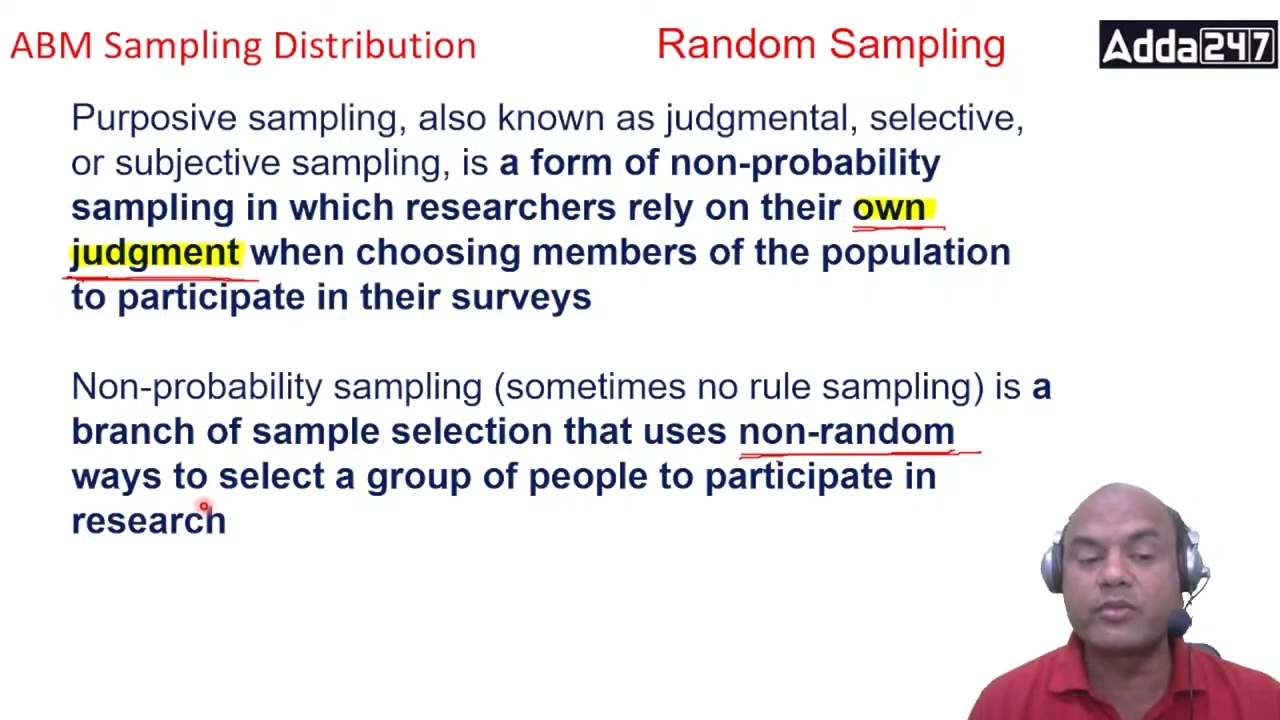 ABM Sampling Distribution
Random Sampling
Adda247
Purposive sampling, also known as judgmental, selective,
or subjective sampling, is a form of non-probability
sampling in which researchers rely on their own
judgment when choosing members of the population
to participate in their surveys
Non-probability sampling (sometimes no rule sampling) is a
branch of sample selection that uses non-random
ways to select a group of people to participate in
research